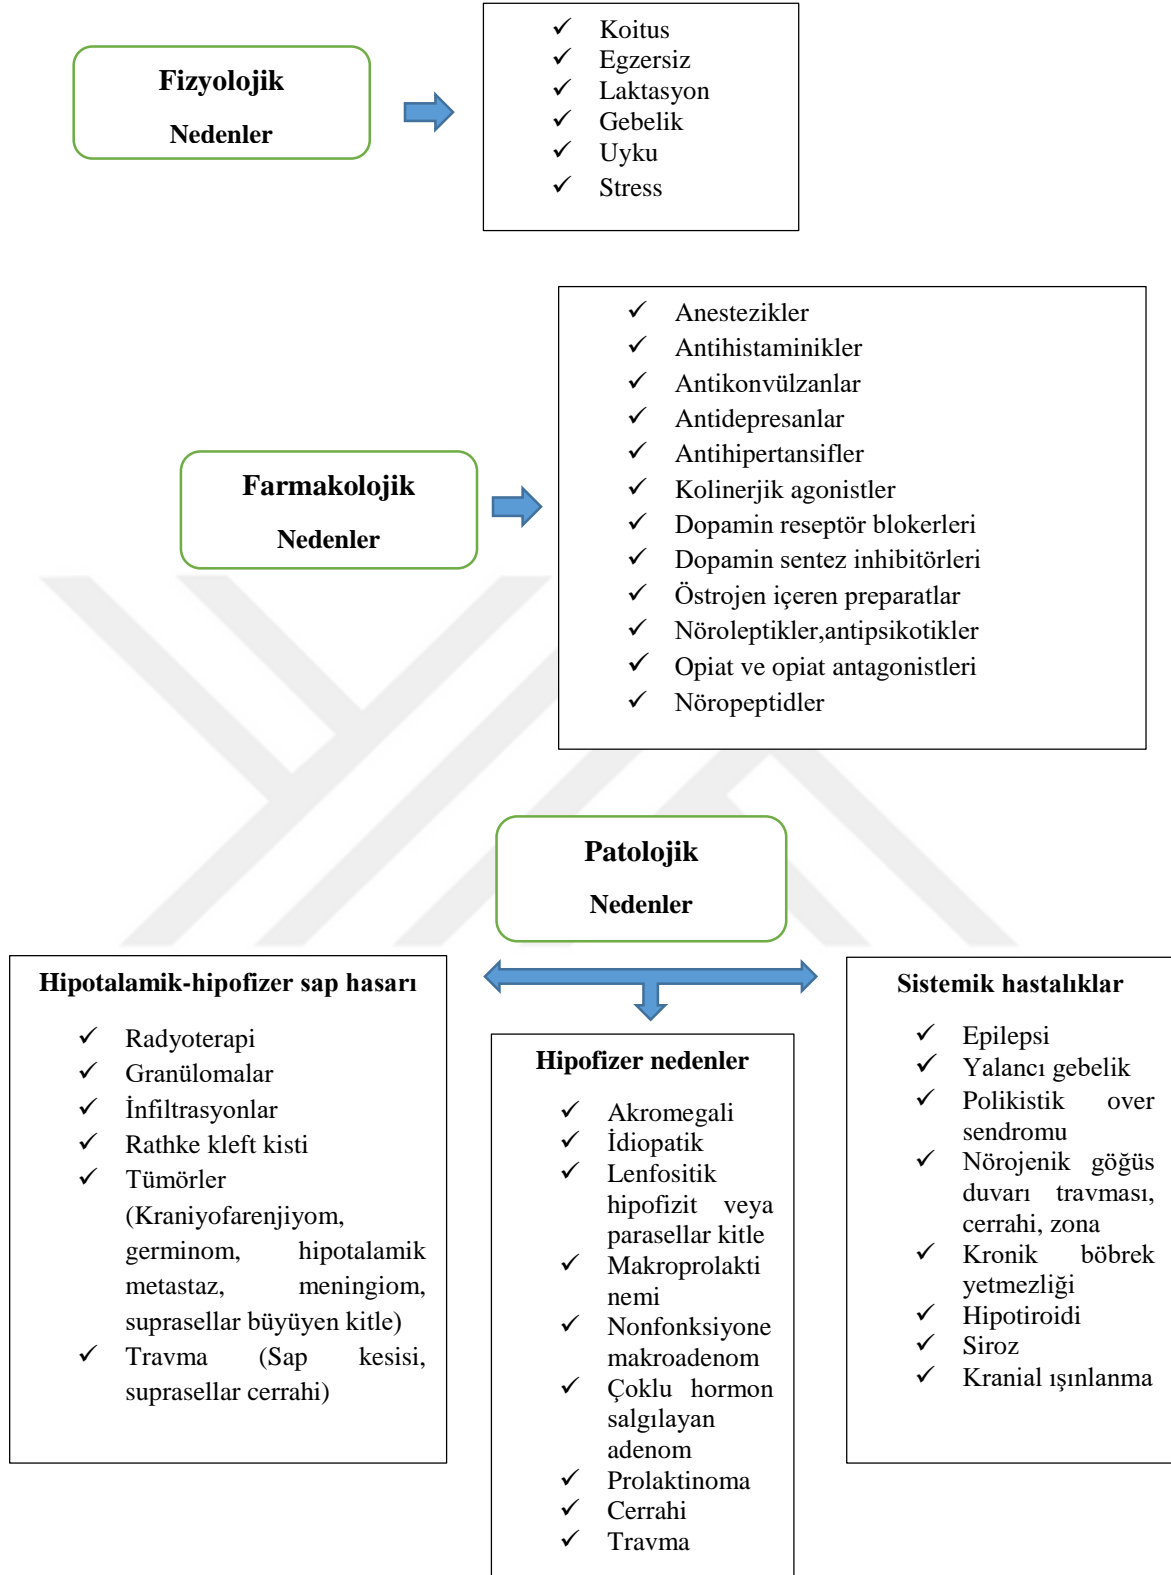 Fizyolojik
Nedenler
✓ Koitus
✓ Egzersiz
✓ Laktasyon
✓ Gebelik
✓ Uyku
✓ Stress
Farmakolojik
Nedenler
✓ Anestezikler
✓ Antihistaminikler
✓ Antikonvülzanlar
✓ Antidepresanlar
✓ Antihipertansifler
✓ Kolinerjik agonistler
✓ Dopamin reseptör blokerleri
✓ Dopamin sentez inhibitörleri
✓ Östrojen içeren preparatlar
✓ Nöroleptikler,antipsikotikler
✓ Opiat ve opiat antagonistleri
✓ Nöropeptidler
Patolojik
Nedenler
Hipotalamik-hipofizer sap hasarı
✓ Radyoterapi
✓ Granülomalar
✓ İnfiltrasyonlar
✓ Rathke kleft kisti
✓ Tümörler
(Kraniyofarenjiyom,
germinom, hipotalamik
metastaz, meningiom,
suprasellar büyüyen kitle)
✓ Travma (Sap kesisi,
suprasellar cerrahi)
Hipofizer nedenler
✓ Akromegali
✓ İdiopatik
✓ Lenfositik
hipofizit veya
parasellar kitle
✓ Makroprolakti
nemi
✓ Nonfonksiyone
makroadenom
✓ Çoklu hormon
salgılayan
adenom
✓ Prolaktinoma
✓ Cerrahi
✓ Travma
Sistemik hastalıklar
✓ Epilepsi
✓ Yalancı gebelik
✓ Polikistik over
sendromu
✓ Nörojenik göğüs
duvarı travması,
cerrahi, zona
✓ Kronik böbrek
yetmezliği
✓ Hipotiroidi
✓ Siroz
✓ Kranial ışınlanma